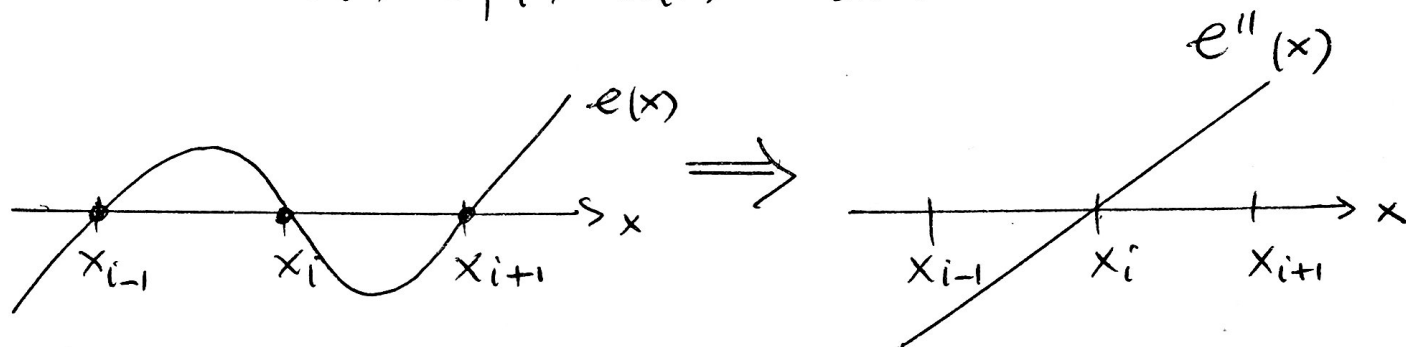 e(x)
x
x_{i-1}
x_i
x_{i+1}
e''(x)
x
x_{i-1}
x_i
x_{i+1}